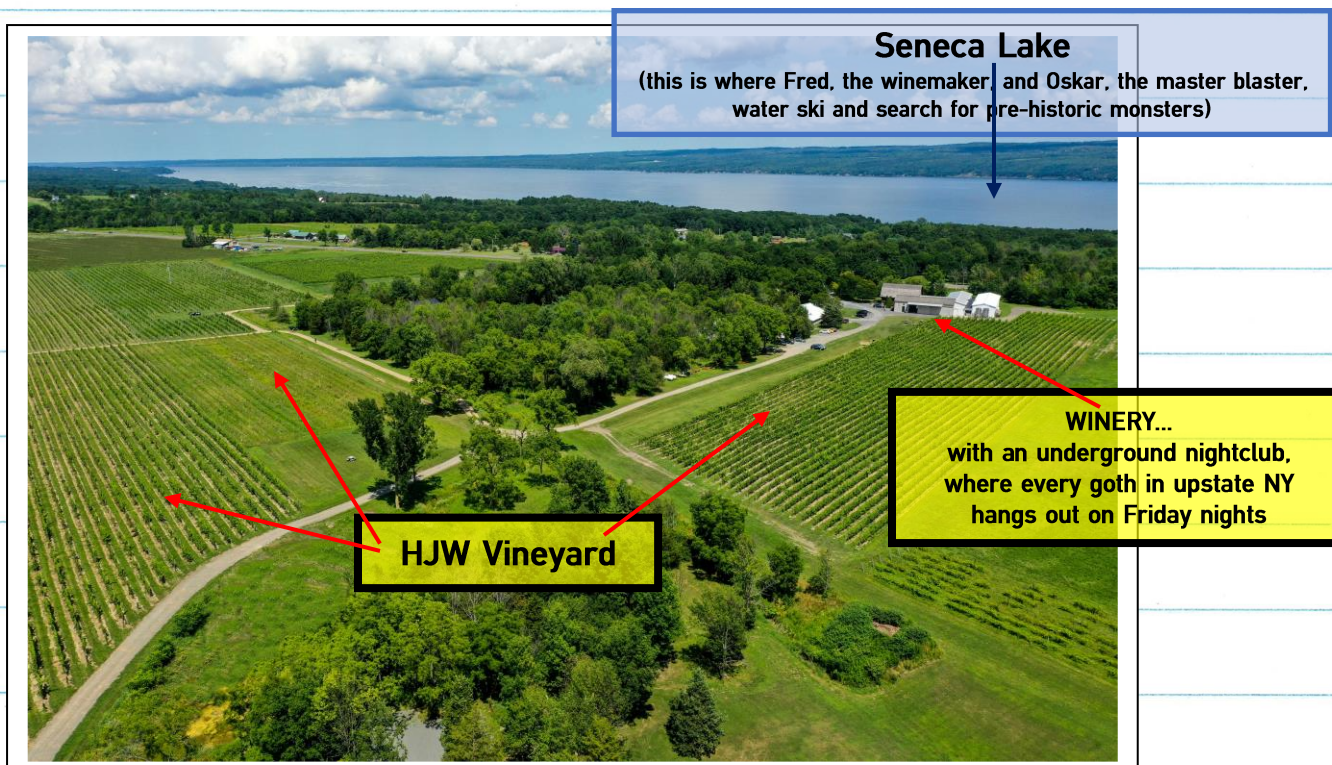 Seneca Lake
(this is where Fred, the winemaker, and Oskar, the master blaster,
water ski and search for pre-historic monsters)
WINERY...
with an underground nightclub,
where every goth in upstate NY
hangs out on Friday nights
HJW Vineyard